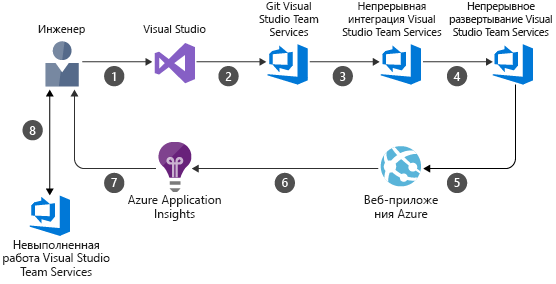 Инженер
Visual Studio
Git Visual
Studio Team
Services
Непрерывная
интеграция Visual
Studio Team Services
Непрерывное
развертывание Visual
Studio Team Services
1
2
3
4
8
7
6
5
Azure Application
Insights
Веб-приложе
ния Azure
Невыполненная
работа Visual Studio
Team Services